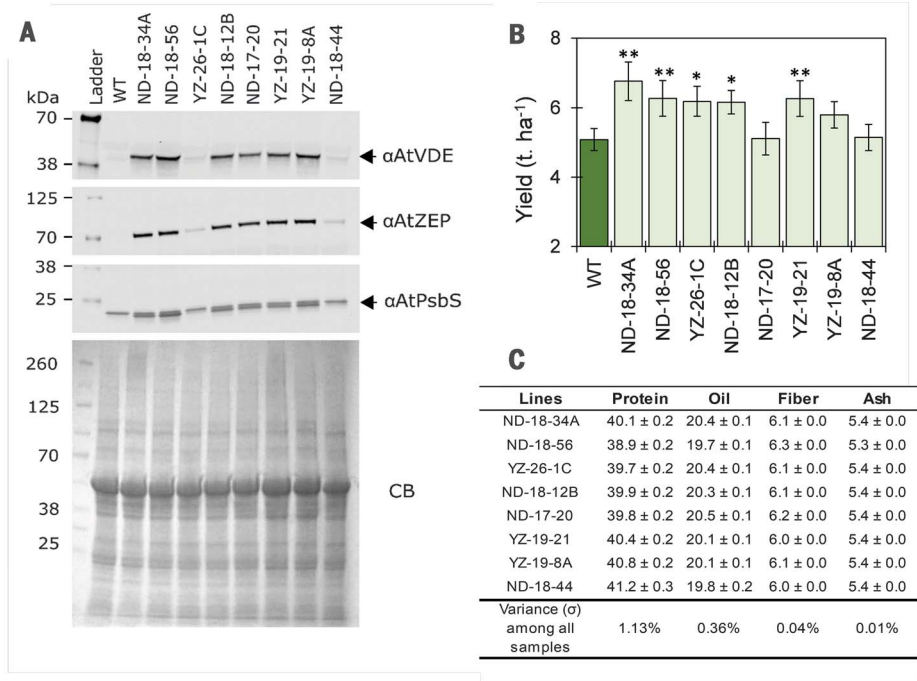 A
Ladder
WT
ND-18-34A
ND-18-56
YZ-26-1C
ND-18-12B
ND-17-20
YZ-19-21
YZ-19-8A
ND-18-44
kDa
70
38
αAtVDE
125
70
αAtZEP
38
25
αAtPsbS
260
125
70
38
25
CB
B
Yield (t. ha⁻¹)
8
6
4
2
** ** * * **
WT
ND-18-34A
ND-18-56
YZ-26-1C
ND-18-12B
ND-17-20
YZ-19-21
YZ-19-8A
ND-18-44
C
Lines Protein Oil Fiber Ash
ND-18-34A 40.1 ± 0.2 20.4 ± 0.1 6.1 ± 0.0 5.4 ± 0.0
ND-18-56 38.9 ± 0.2 19.7 ± 0.1 6.3 ± 0.0 5.3 ± 0.0
YZ-26-1C 39.7 ± 0.2 20.4 ± 0.1 6.1 ± 0.0 5.4 ± 0.0
ND-18-12B 39.9 ± 0.2 20.3 ± 0.1 6.1 ± 0.0 5.4 ± 0.0
ND-17-20 39.8 ± 0.2 20.5 ± 0.1 6.2 ± 0.0 5.4 ± 0.0
YZ-19-21 40.4 ± 0.2 20.1 ± 0.1 6.0 ± 0.0 5.4 ± 0.0
YZ-19-8A 40.8 ± 0.2 20.1 ± 0.1 6.1 ± 0.0 5.4 ± 0.0
ND-18-44 41.2 ± 0.3 19.8 ± 0.2 6.0 ± 0.0 5.4 ± 0.0
Variance (σ)
among all 1.13% 0.36% 0.04% 0.01%
samples